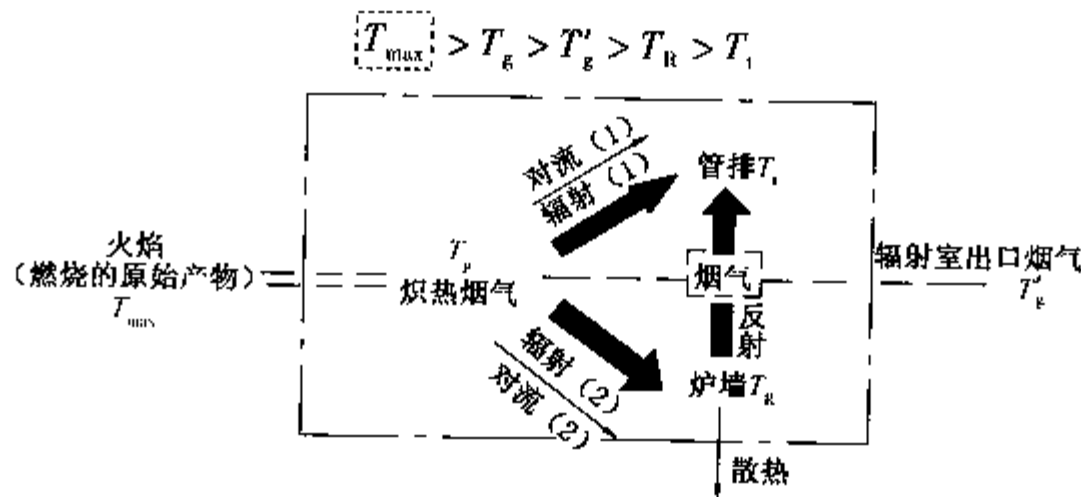 T_max > T_g > T'_g > T_R > T_t
对流 (1)
辐射 (1)
管排T_t
火焰
(燃烧的原始产物)
T_max
T_g
炽热烟气
烟气
辐射室出口烟气
T'_g
反射
辐射 (2)
对流 (2)
炉墙T_R
散热